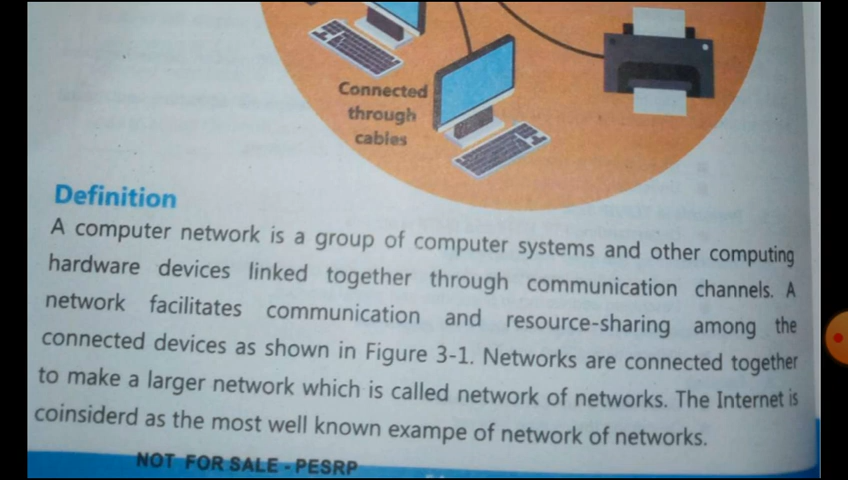 Connected
through
cables
Definition
A computer network is a group of computer systems and other computing
hardware devices linked together through communication channels. A
network facilitates communication and resource-sharing among the
connected devices as shown in Figure 3-1. Networks are connected together
to make a larger network which is called network of networks. The Internet is
coinsiderd as the most well known exampe of network of networks.
NOT FOR SALE - PESRP